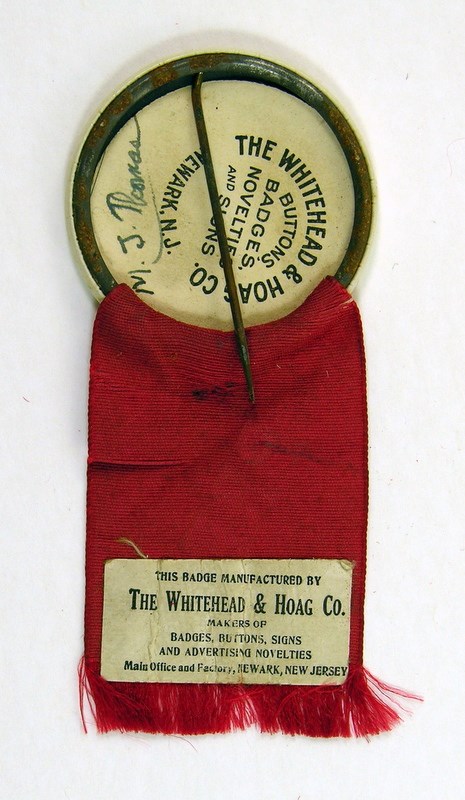 THE WHITEHEAD & HOAG CO.
BUTTONS
BADGES,
NOVELTIES
AND SIGNS
NEWARK, N.J.
M. J. Thomas
THIS BADGE MANUFACTURED BY
THE WHITEHEAD & HOAG CO.
MAKERS OF
BADGES, BUTTONS, SIGNS
AND ADVERTISING NOVELTIES
Main Office and Factory, NEWARK, NEW JERSEY